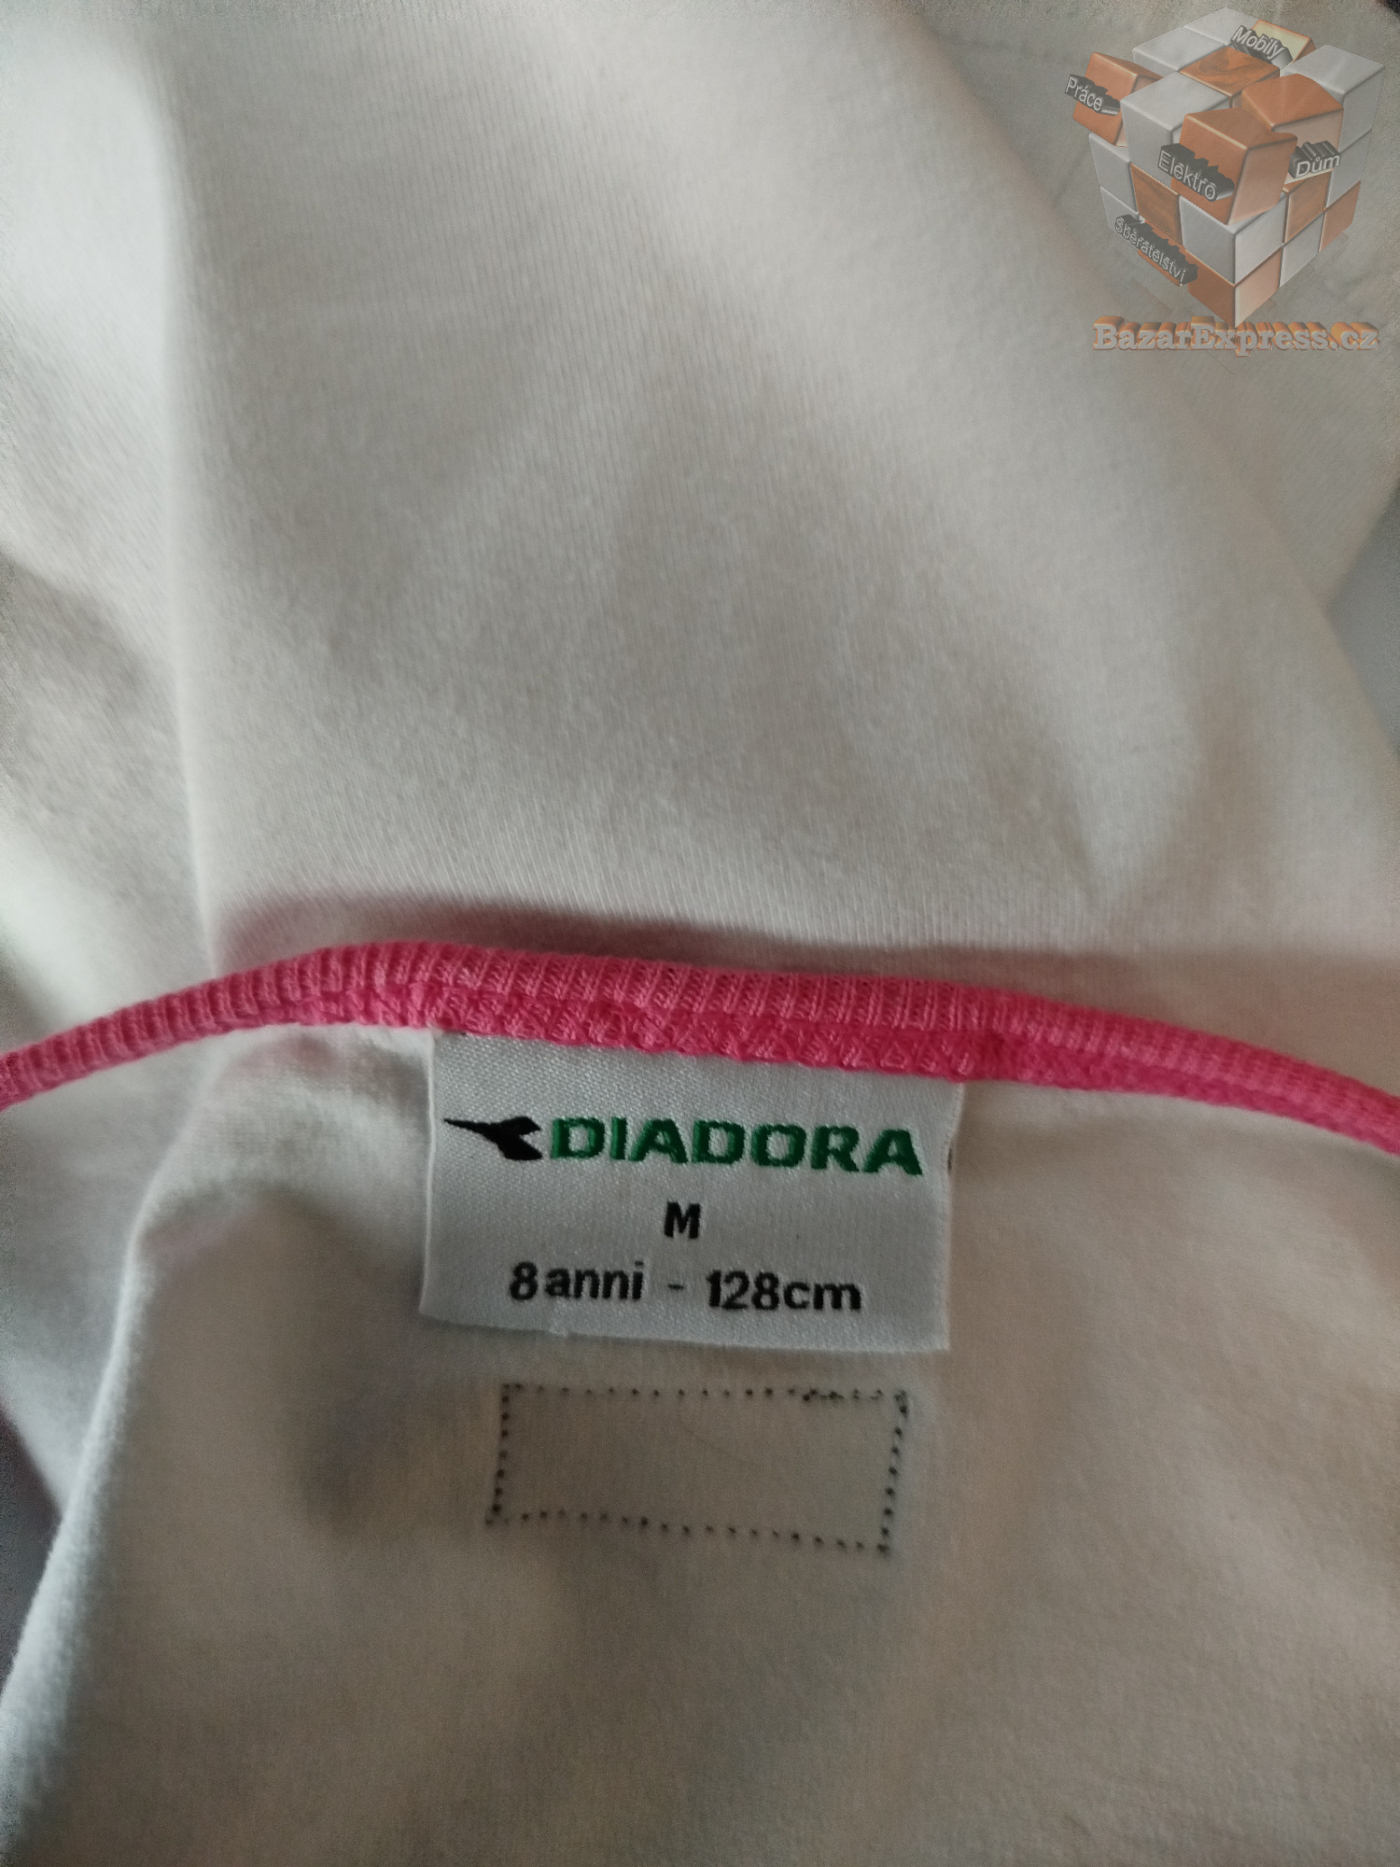 Mobily
Práce
Elektro
Dům
Sběratelství
BazarExpress.cz
DIADORA
M
8 anni - 128cm